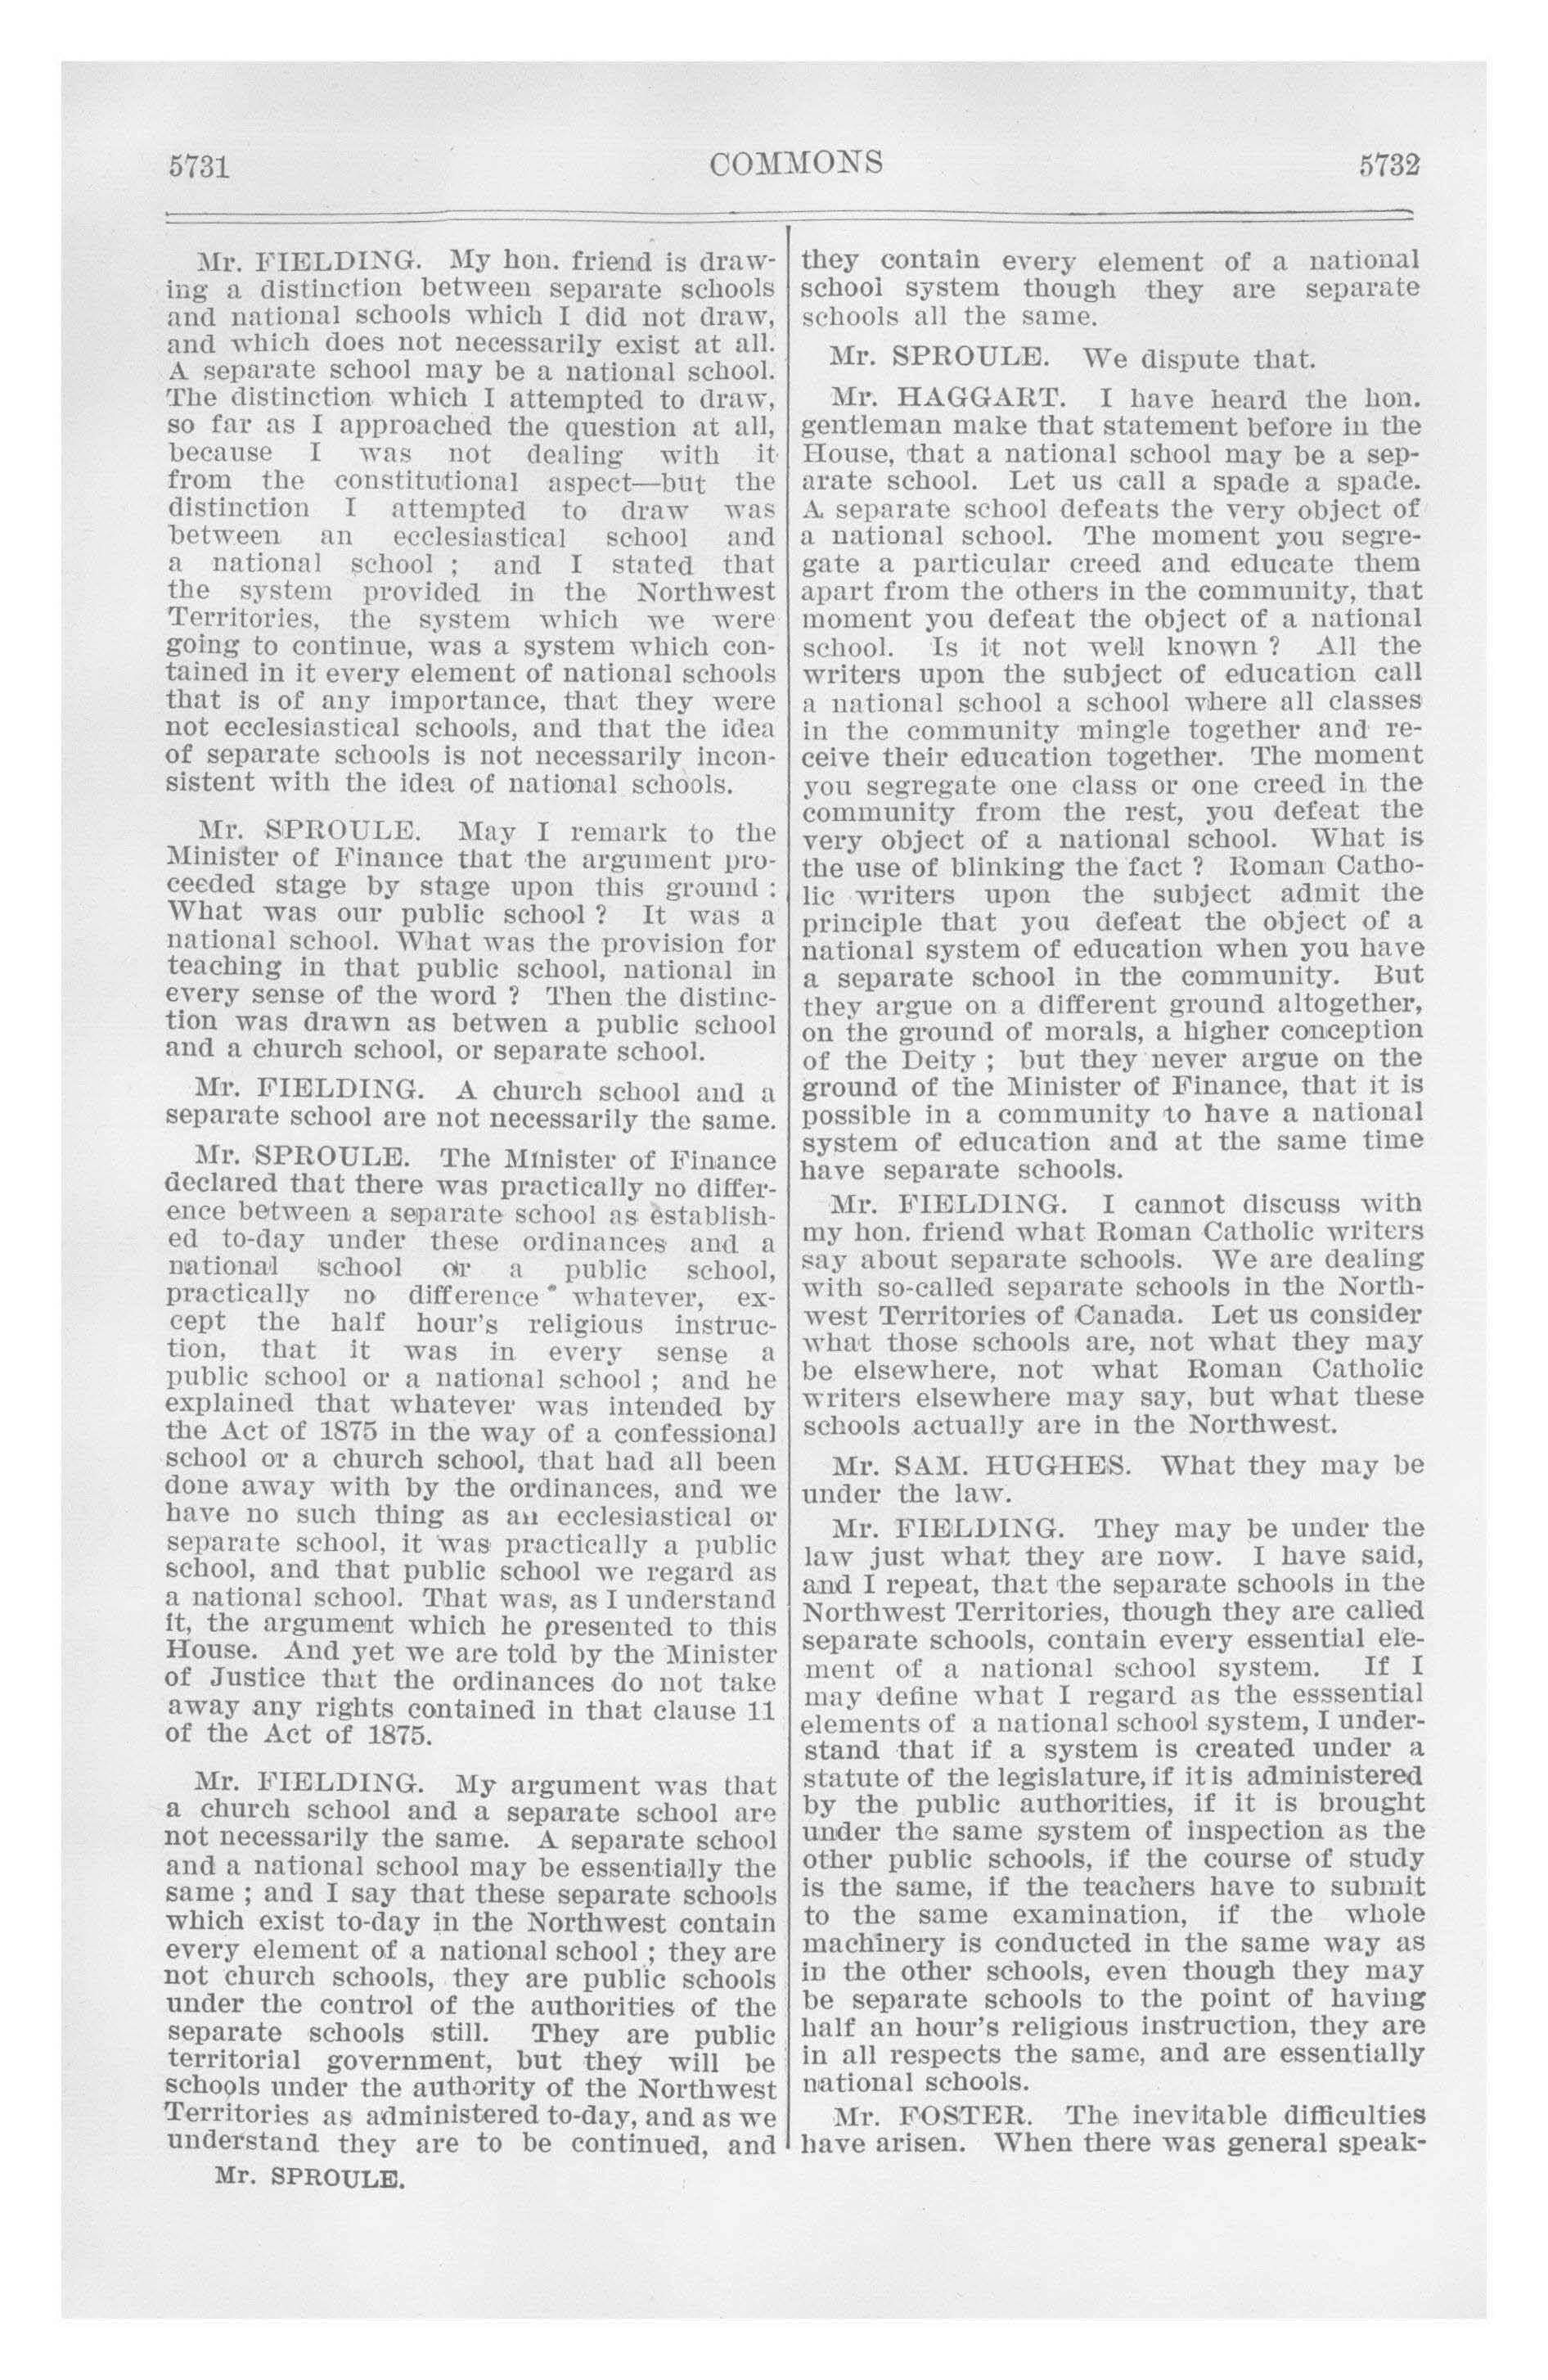 5731
COMMONS
5732
Mr. FIELDING. My hon. friend is draw-
ing a distinction between separate schools
and national schools which I did not draw,
and which does not necessarily exist at all.
A separate school may be a national school.
The distinction which I attempted to draw,
so far as I approached the question at all,
because I was not dealing with it
from the constitutional aspect—but the
distinction I attempted to draw was
between an ecclesiastical school and
a national school ; and I stated that
the system provided in the Northwest
Territories, the system which we were
going to continue, was a system which con-
tained in it every element of national schools
that is of any importance, that they were
not ecclesiastical schools, and that the idea
of separate schools is not necessarily incon-
sistent with the idea of national schools.
Mr. SPROULE. May I remark to the
Minister of Finance that the argument pro-
ceeded stage by stage upon this ground :
What was our public school ? It was a
national school. What was the provision for
teaching in that public school, national in
every sense of the word ? Then the distinc-
tion was drawn as betwen a public school
and a church school, or separate school.
Mr. FIELDING. A church school and a
separate school are not necessarily the same.
Mr. SPROULE. The Minister of Finance
declared that there was practically no differ-
ence between a separate school as establish-
ed to-day under these ordinances and a
national school or a public school,
practically no difference whatever, ex-
cept the half hour's religious instruc-
tion, that it was in every sense a
public school or a national school ; and he
explained that whatever was intended by
the Act of 1875 in the way of a confessional
school or a church school, that had all been
done away with by the ordinances, and we
have no such thing as an ecclesiastical or
separate school, it was practically a public
school, and that public school we regard as
a national school. That was, as I understand
it, the argument which he presented to this
House. And yet we are told by the Minister
of Justice that the ordinances do not take
away any rights contained in that clause 11
of the Act of 1875.
Mr. FIELDING. My argument was that
a church school and a separate school are
not necessarily the same. A separate school
and a national school may be essentially the
same ; and I say that these separate schools
which exist to-day in the Northwest contain
every element of a national school ; they are
not church schools, they are public schools
under the control of the authorities of the
separate schools still. They are public
territorial government, but they will be
schools under the authority of the Northwest
Territories as administered to-day, and as we
understand they are to be continued, and
Mr. SPROULE.
they contain every element of a national
school system though they are separate
schools all the same.
Mr. SPROULE. We dispute that.
Mr. HAGGART. I have heard the hon.
gentleman make that statement before in the
House, that a national school may be a sep-
arate school. Let us call a spade a spade.
A separate school defeats the very object of
a national school. The moment you segre-
gate a particular creed and educate them
apart from the others in the community, that
moment you defeat the object of a national
school. Is it not well known ? All the
writers upon the subject of education call
a national school a school where all classes
in the community mingle together and re-
ceive their education together. The moment
you segregate one class or one creed in the
community from the rest, you defeat the
very object of a national school. What is
the use of blinking the fact ? Roman Catho-
lic writers upon the subject admit the
principle that you defeat the object of a
national system of education when you have
a separate school in the community. But
they argue on a different ground altogether,
on the ground of morals, a higher conception
of the Deity ; but they never argue on the
ground of the Minister of Finance, that it is
possible in a community to have a national
system of education and at the same time
have separate schools.
Mr. FIELDING. I cannot discuss with
my hon. friend what Roman Catholic writers
say about separate schools. We are dealing
with so-called separate schools in the North-
west Territories of Canada. Let us consider
what those schools are, not what they may
be elsewhere, not what Roman Catholic
writers elsewhere may say, but what these
schools actually are in the Northwest.
Mr. SAM. HUGHES. What they may be
under the law.
Mr. FIELDING. They may be under the
law just what they are now. I have said,
and I repeat, that the separate schools in the
Northwest Territories, though they are called
separate schools, contain every essential ele-
ment of a national school system. If I
may define what I regard as the esssential
elements of a national school system, I under-
stand that if a system is created under a
statute of the legislature, if it is administered
by the public authorities, if it is brought
under the same system of inspection as the
other public schools, if the course of study
is the same, if the teachers have to submit
to the same examination, if the whole
machinery is conducted in the same way as
in the other schools, even though they may
be separate schools to the point of having
half an hour's religious instruction, they are
in all respects the same, and are essentially
national schools.
Mr. FOSTER. The inevitable difficulties
have arisen. When there was general speak-